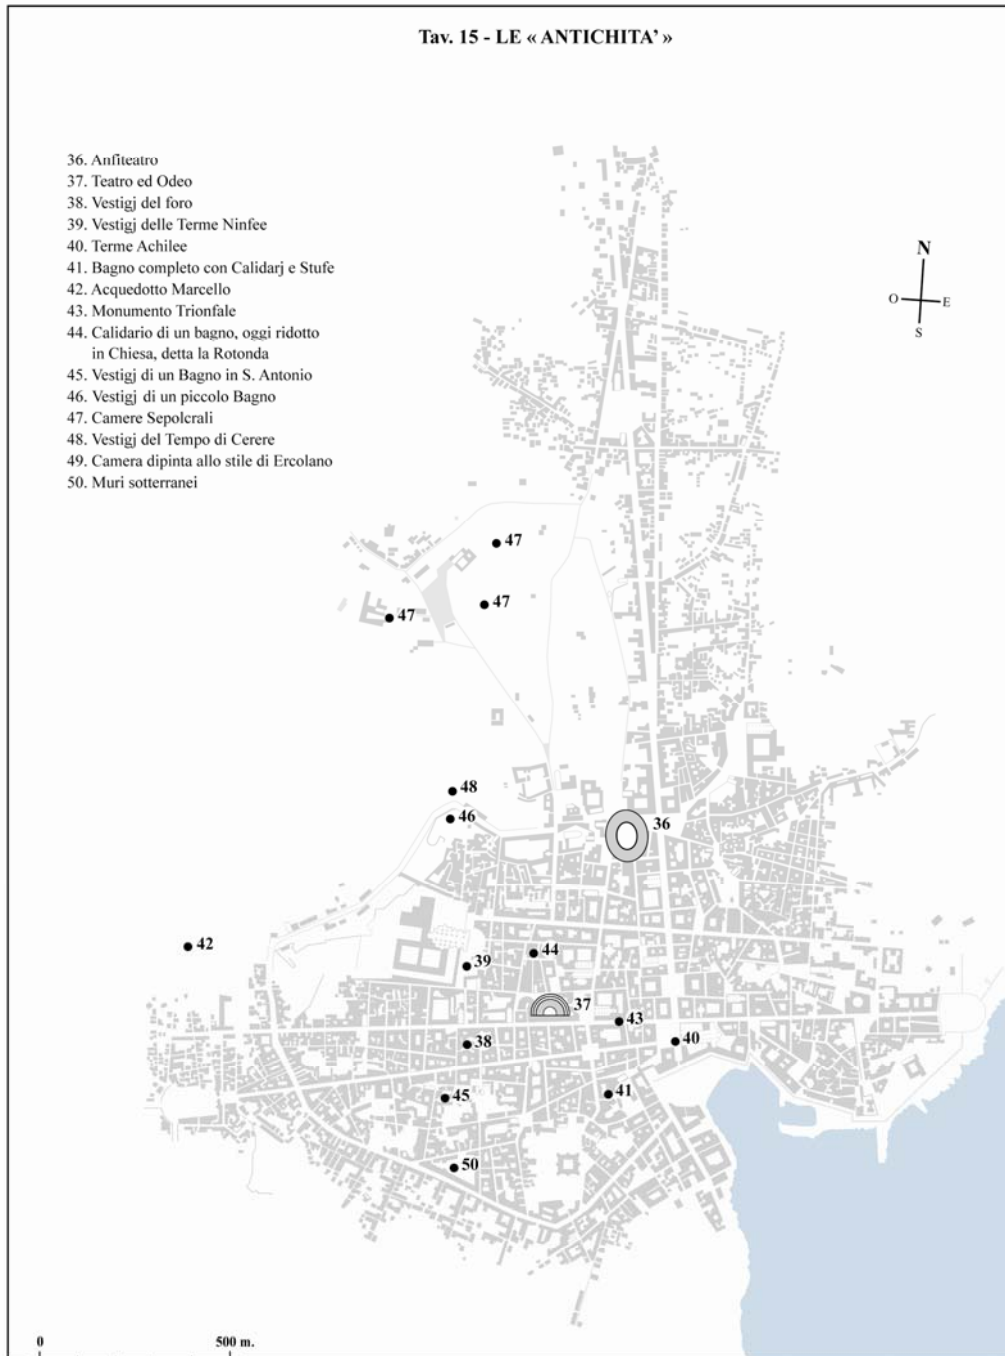 Tav. 15 - LE « ANTICHITA’ »
36. Anfiteatro
37. Teatro ed Odeo
38. Vestigj del foro
39. Vestigj delle Terme Ninfee
40. Terme Achilee
41. Bagno completo con Calidarj e Stufe
42. Acquedotto Marcello
43. Monumento Trionfale
44. Calidario di un bagno, oggi ridotto
in Chiesa, detta la Rotonda
45. Vestigj di un Bagno in S. Antonio
46. Vestigj di un piccolo Bagno
47. Camere Sepolcrali
48. Vestigj del Tempo di Cerere
49. Camera dipinta allo stile di Ercolano
50. Muri sotterranei
N
O E
S
47
47
47
48
46
36
42
44
39
37
43
40
38
41
45
50
0 500 m.